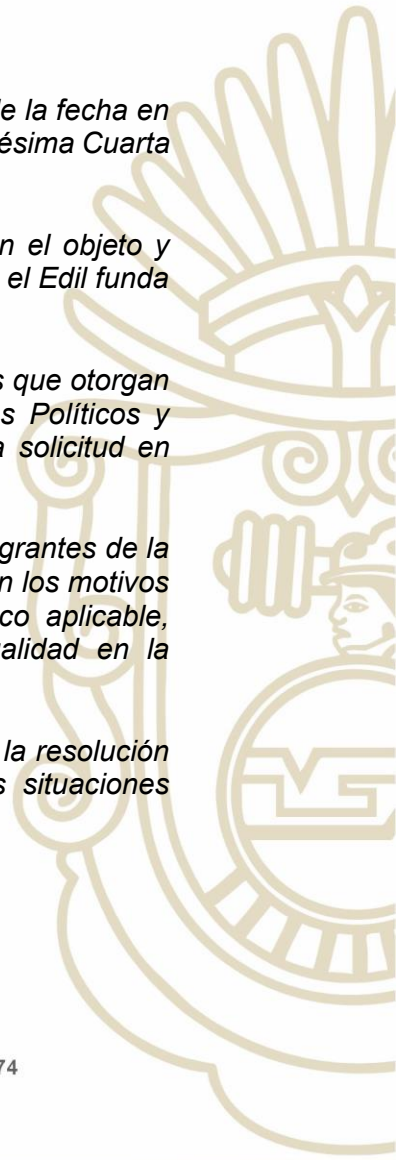 le la fecha en
ésima Cuarta
n el objeto y
el Edil funda
s que otorgan
s Políticos y
a solicitud en
grantes de la
n los motivos
co aplicable,
alidad en la
la resolución
s situaciones
74